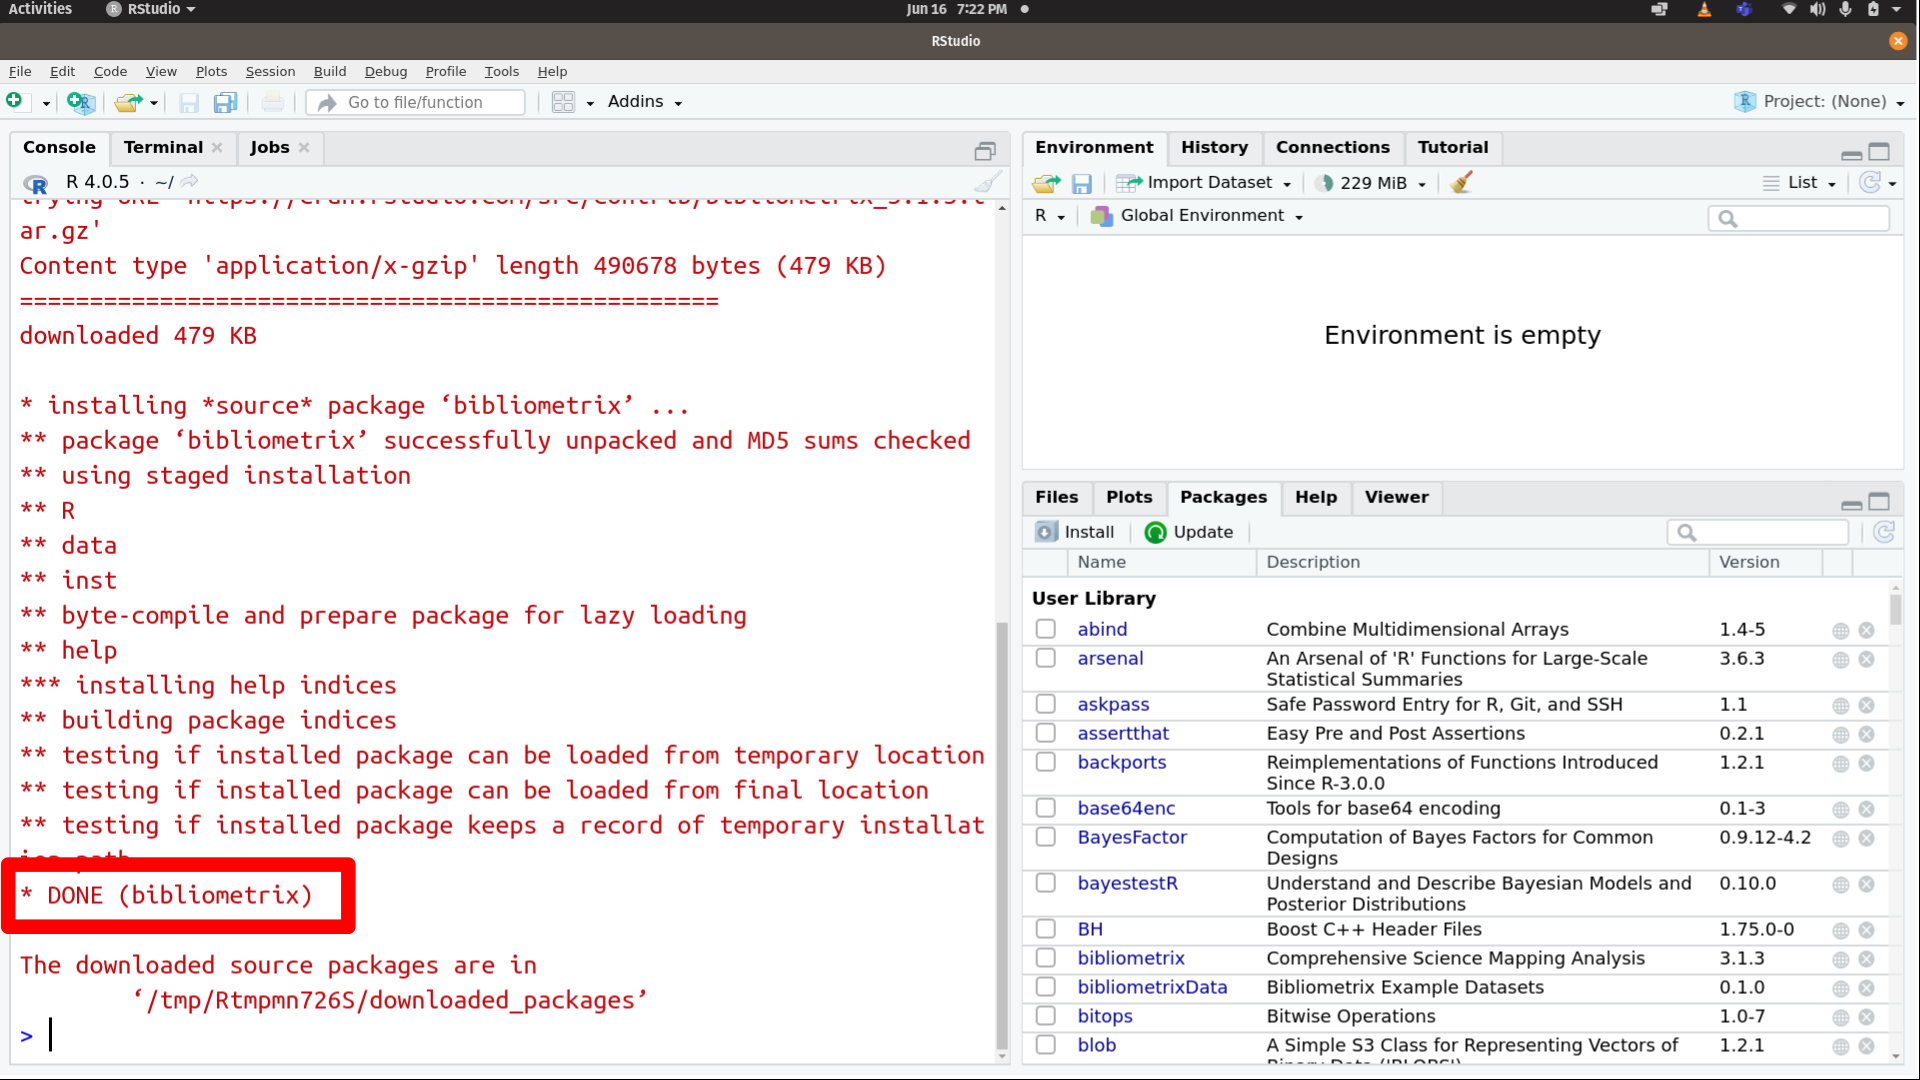 Activities
RStudio
Jun 16 7:22 PM
RStudio
File Edit Code View Plots Session Build Debug Profile Tools Help
Go to file/function
Addins
Project: (None)
Console Terminal Jobs
R 4.0.5 · ~/
ar.gz'
Content type 'application/x-gzip' length 490678 bytes (479 KB)
==================================================
downloaded 479 KB
* installing *source* package ‘bibliometrix’ ...
** package ‘bibliometrix’ successfully unpacked and MD5 sums checked
** using staged installation
** R
** data
** inst
** byte-compile and prepare package for lazy loading
** help
*** installing help indices
** building package indices
** testing if installed package can be loaded from temporary location
** testing if installed package can be loaded from final location
** testing if installed package keeps a record of temporary installat
ion path
* DONE (bibliometrix)
The downloaded source packages are in
‘/tmp/Rtmpmn726S/downloaded_packages’
>
Environment History Connections Tutorial
Import Dataset 229 MiB List
R Global Environment
Environment is empty
Files Plots Packages Help Viewer
Install Update
Name Description Version
User Library
abind Combine Multidimensional Arrays 1.4-5
arsenal An Arsenal of 'R' Functions for Large-Scale 3.6.3
Statistical Summaries
askpass Safe Password Entry for R, Git, and SSH 1.1
assertthat Easy Pre and Post Assertions 0.2.1
backports Reimplementations of Functions Introduced 1.2.1
Since R-3.0.0
base64enc Tools for base64 encoding 0.1-3
BayesFactor Computation of Bayes Factors for Common 0.9.12-4.2
Designs
bayestestR Understand and Describe Bayesian Models and 0.10.0
Posterior Distributions
BH Boost C++ Header Files 1.75.0-0
bibliometrix Comprehensive Science Mapping Analysis 3.1.3
bibliometrixData Bibliometrix Example Datasets 0.1.0
bitops Bitwise Operations 1.0-7
blob A Simple S3 Class for Representing Vectors of 1.2.1